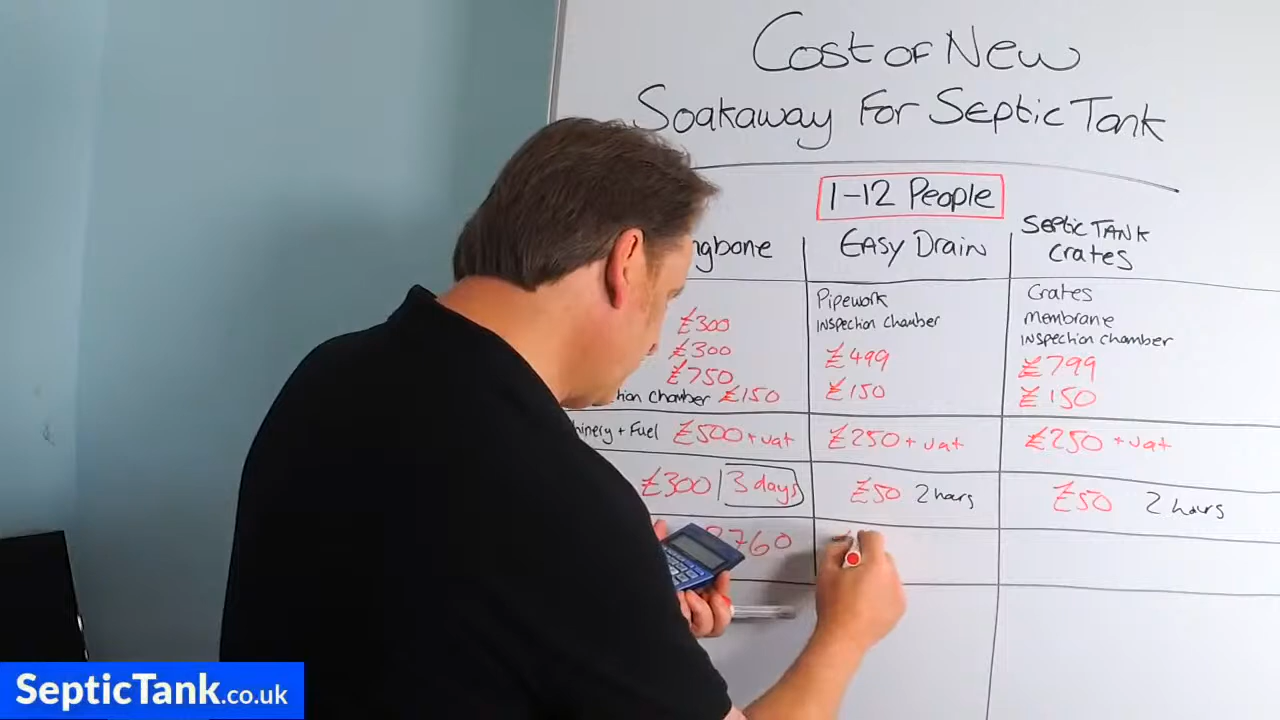 Cost of New
Soakaway For Septic Tank
1-12 People
ngbone
EASY Drain
SEPTIC TANK
Crates
£300
£300
£750
tion chamber £150
Pipework
Inspection chamber
£499
£150
Crates
membrane
Inspection chamber
£799
£150
hinery + Fuel £500 + vat
£250 + vat
£250 + vat
£300 | 3 days
£50 2 hours
£50 2 hours
760
SepticTank.co.uk